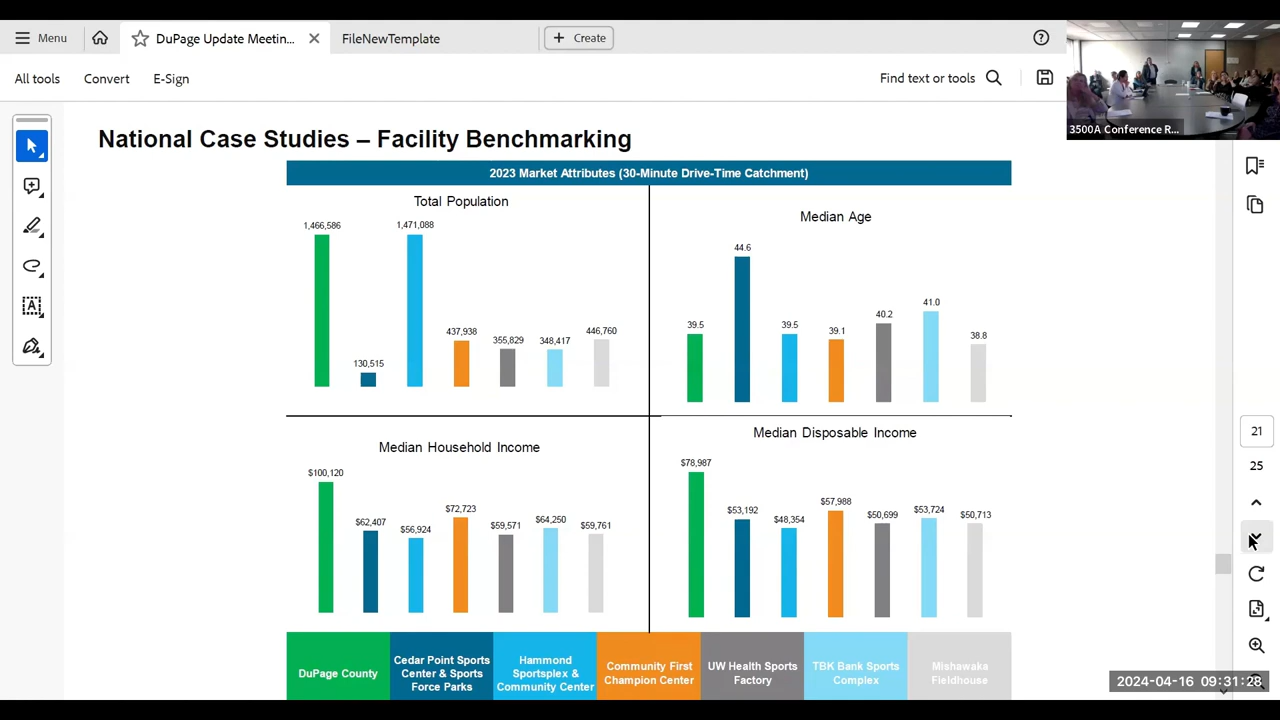 Menu
DuPage Update Meetin...
FileNewTemplate
Create
All tools
Convert
E-Sign
Find text or tools
3500A Conference R...
National Case Studies – Facility Benchmarking
2023 Market Attributes (30-Minute Drive-Time Catchment)
Total Population
1,466,586
130,515
1,471,088
437,938
355,829
348,417
446,760
Median Age
39.5
44.6
39.5
39.1
40.2
41.0
38.8
Median Household Income
$100,120
$62,407
$56,924
$72,723
$59,571
$64,250
$59,761
Median Disposable Income
$78,987
$53,192
$48,354
$57,988
$50,699
$53,724
$50,713
DuPage County
Cedar Point Sports
Center & Sports
Force Parks
Hammond
Sportsplex &
Community Center
Community First
Champion Center
UW Health Sports
Factory
TBK Bank Sports
Complex
Mishawaka
Fieldhouse
21
25
2024-04-16 09:31:28